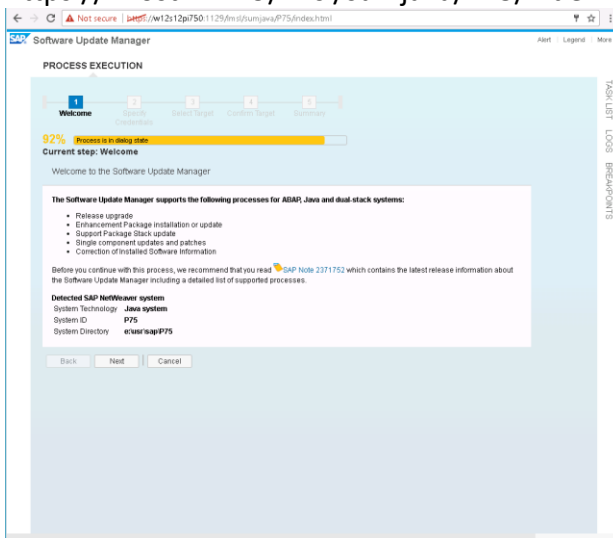 Not secure | https://w12s12pi750:1129/lmsl/sumjava/P75/index.html
SAP Software Update Manager
Alert Legend More
PROCESS EXECUTION
TASK LIST LOGS BREAKPOINTS
1 2 3 4 5
Welcome Specify Credentials Select Target Confirm Target Summary
92% Process is in dialog state
Current step: Welcome
Welcome to the Software Update Manager
The Software Update Manager supports the following processes for ABAP, Java and dual-stack systems:
• Release upgrade
• Enhancement Package installation or update
• Support Package Stack update
• Single component updates and patches
• Correction of Installed Software Information
Before you continue with this process, we recommend that you read SAP Note 2371752 which contains the latest release information about
the Software Update Manager including a detailed list of supported processes.
Detected SAP NetWeaver system
System Technology Java system
System ID P75
System Directory e:\usr\sap\P75
Back Next Cancel